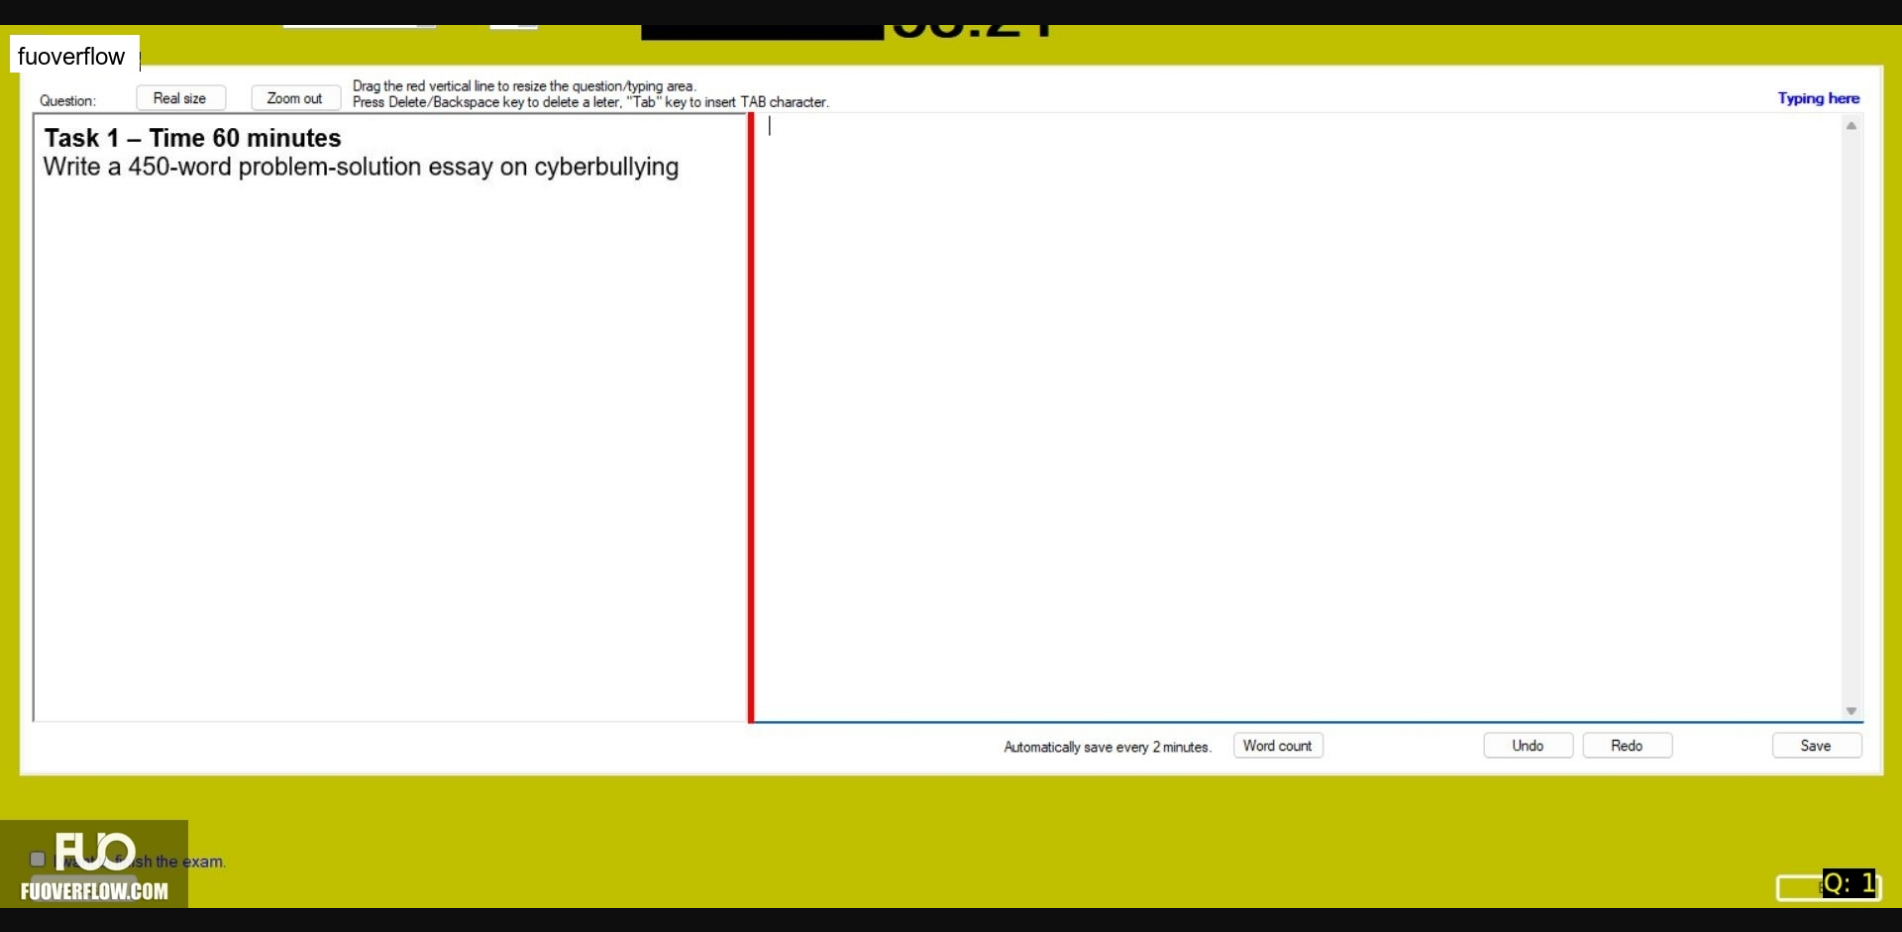 fuoverflow
Question:
Real size
Zoom out
Drag the red vertical line to resize the question/typing area.
Press Delete/Backspace key to delete a leter, "Tab" key to insert TAB character.
Typing here
Task 1 – Time 60 minutes
Write a 450-word problem-solution essay on cyberbullying
Automatically save every 2 minutes.
Word count
Undo
Redo
Save
FUO
the exam.
FUOVERFLOW.COM
Q: 1